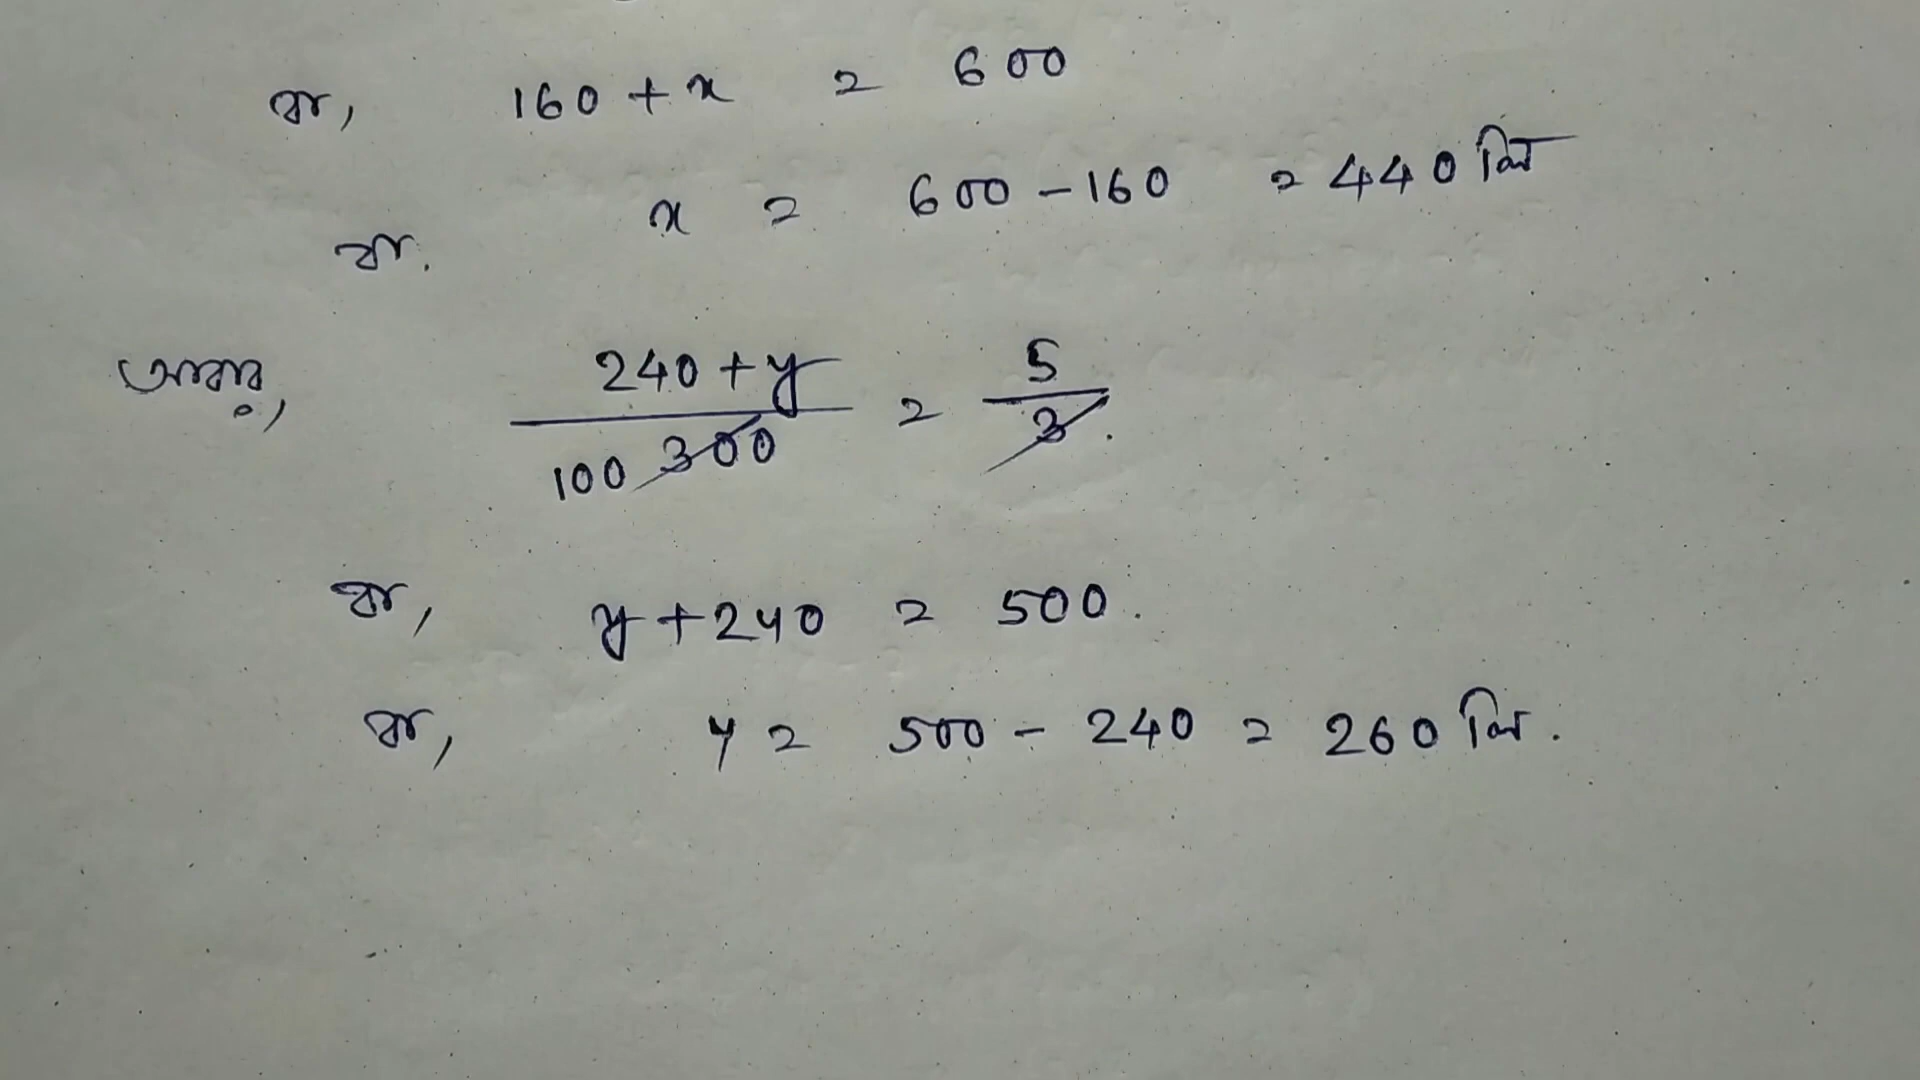 বা, 160 + x = 600
বা. x = 600 - 160 = 440 লি
আবার, 240 + y / 100 300 = 5 / 3.
বা, y + 240 = 500.
বা, y = 500 - 240 = 260 লি.